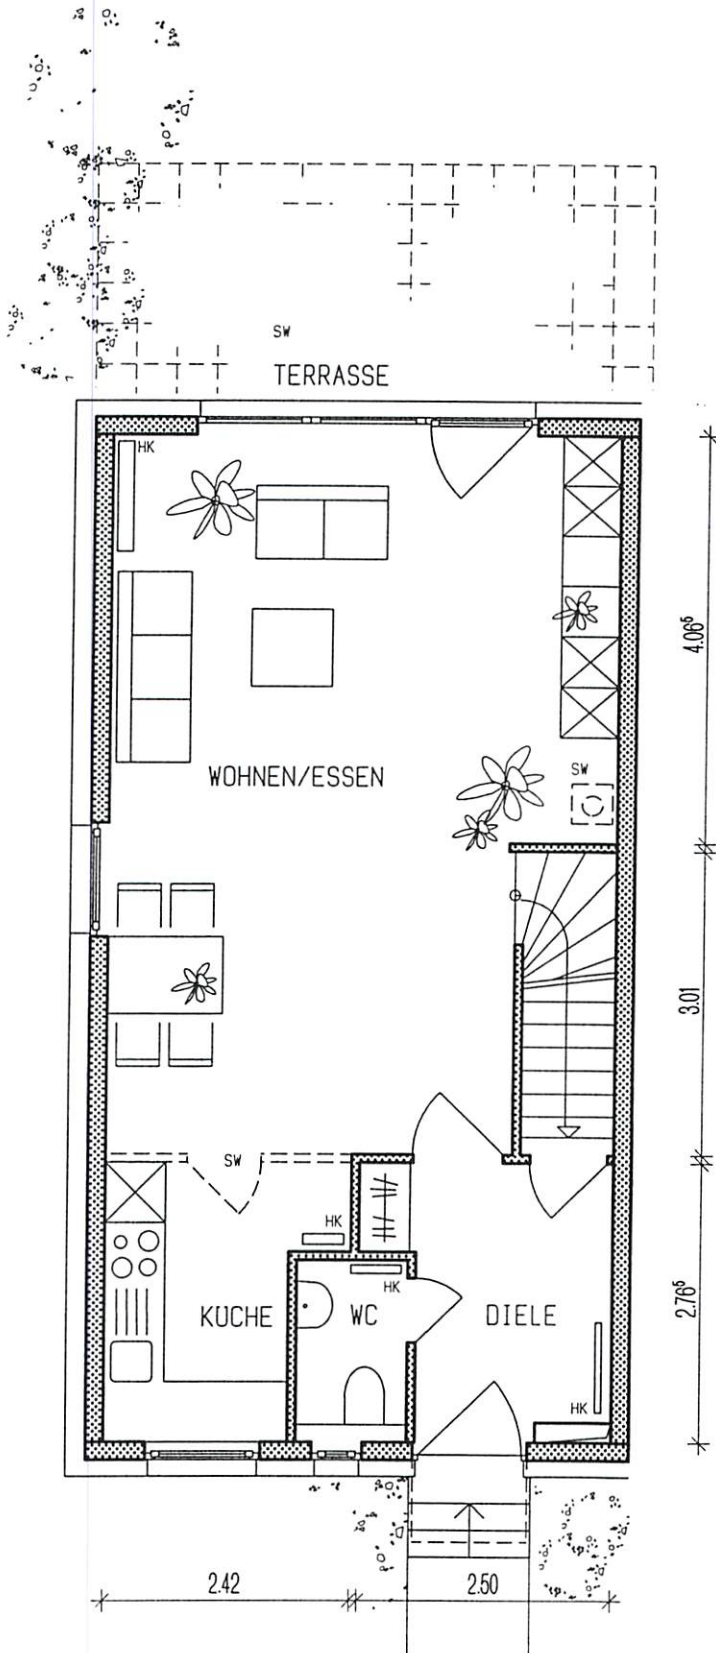 SW
TERRASSE
HK
4.06⁵
WOHNEN/ESSEN
SW
3.01
SW
HK
HK
KÜCHE
WC
DIELE
2.76⁵
HK
2.42
2.50